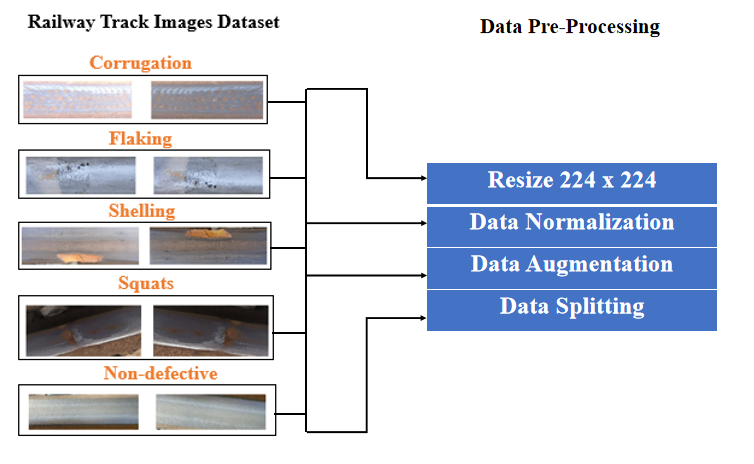 Railway Track Images Dataset
Data Pre-Processing
Corrugation
Flaking
Shelling
Squats
Non-defective
Resize 224 x 224
Data Normalization
Data Augmentation
Data Splitting